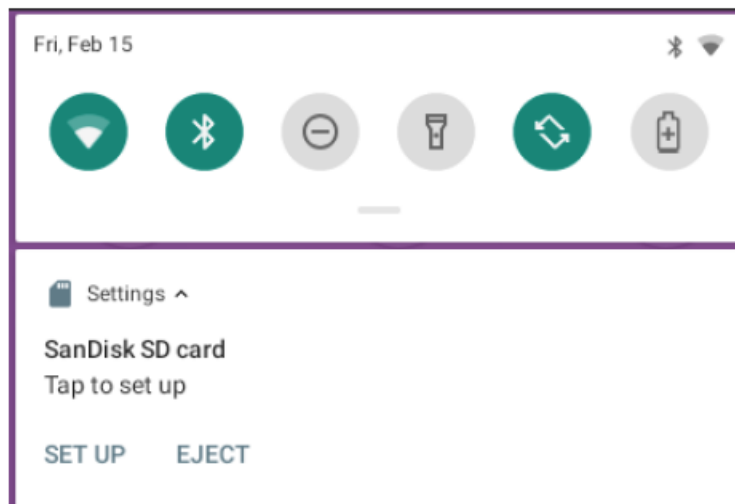 Fri, Feb 15
Settings
SanDisk SD card
Tap to set up
SET UP EJECT